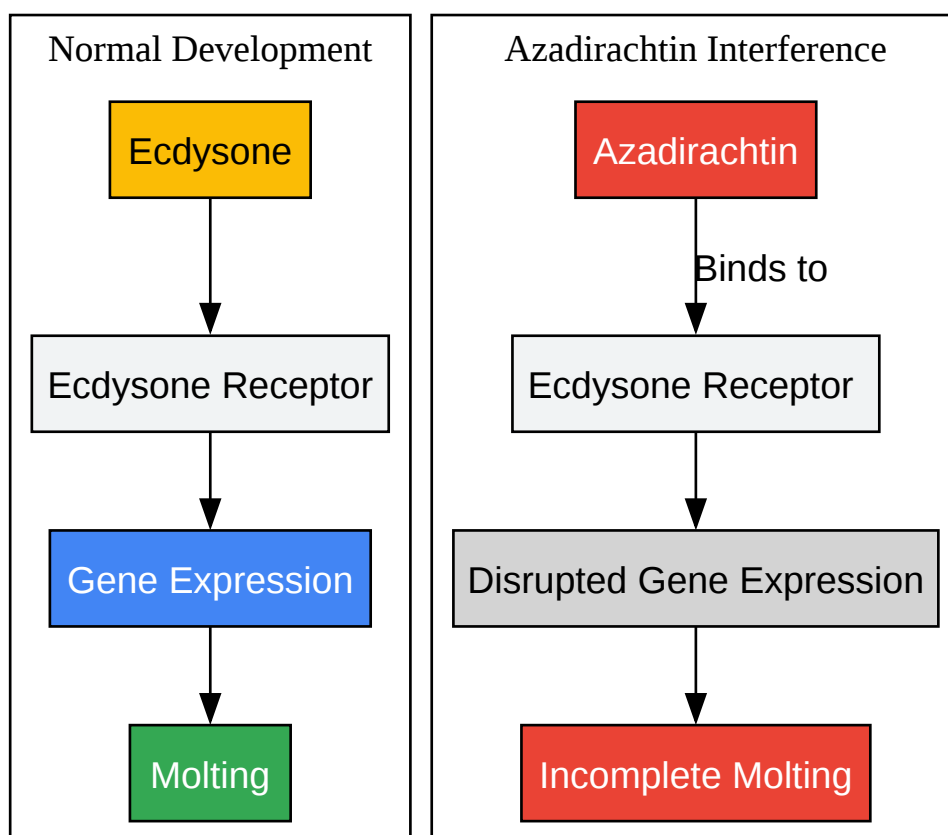 Normal Development
Ecdysone
Ecdysone Receptor
Gene Expression
Molting
Azadirachtin Interference
Azadirachtin
Binds to
Ecdysone Receptor
Disrupted Gene Expression
Incomplete Molting